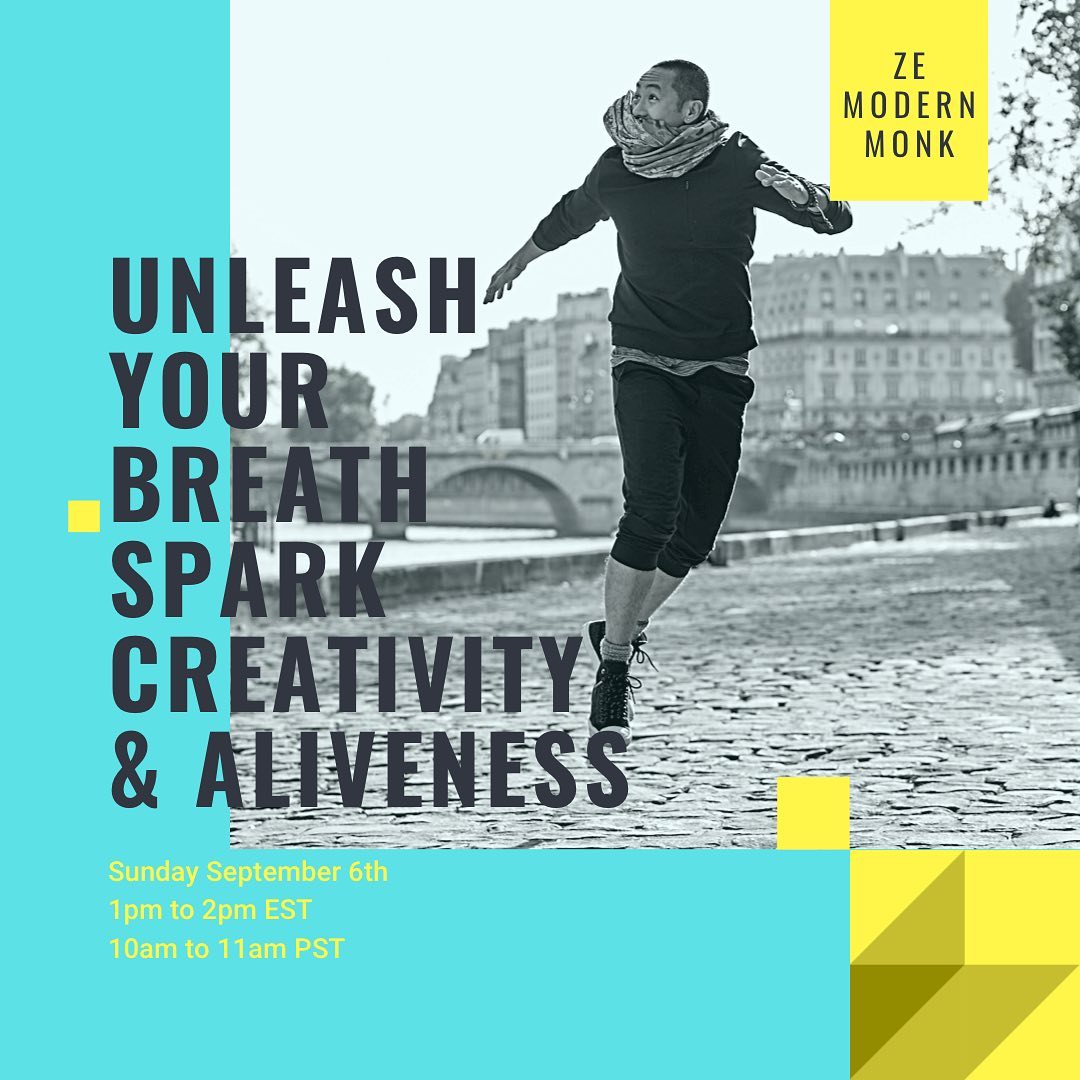 ZE
MODERN
MONK
UNLEASH
YOUR
BREATH
SPARK
CREATIVITY
& ALIVENESS
Sunday September 6th
1pm to 2pm EST
10am to 11am PST